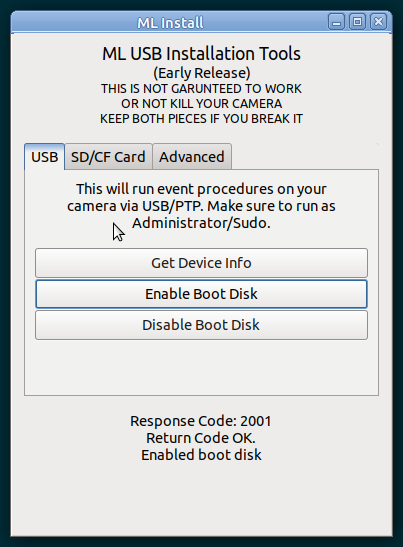 ML Install
ML USB Installation Tools
(Early Release)
THIS IS NOT GARUNTEED TO WORK
OR NOT KILL YOUR CAMERA
KEEP BOTH PIECES IF YOU BREAK IT
USB SD/CF Card Advanced
This will run event procedures on your
camera via USB/PTP. Make sure to run as
Administrator/Sudo.
Get Device Info
Enable Boot Disk
Disable Boot Disk
Response Code: 2001
Return Code OK.
Enabled boot disk